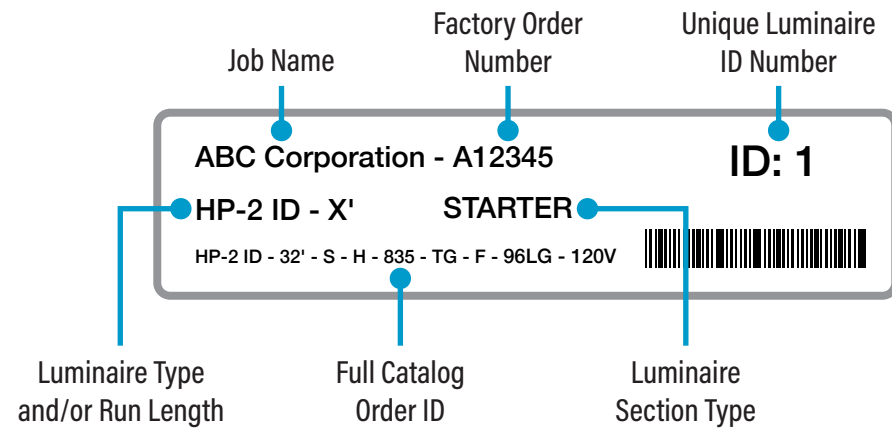 Job Name
Factory Order
Number
Unique Luminaire
ID Number
ABC Corporation - A12345
ID: 1
HP-2 ID - X'
STARTER
HP-2 ID - 32' - S - H - 835 - TG - F - 96LG - 120V
Luminaire Type
and/or Run Length
Full Catalog
Order ID
Luminaire
Section Type